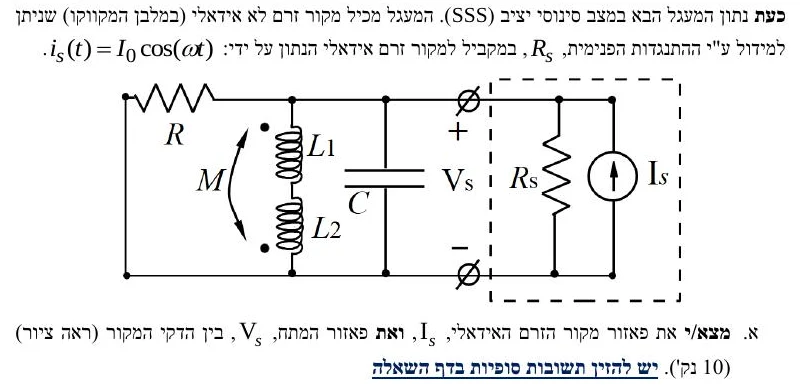 כעת נתון המעגל הבא במצב סינוסי יציב (SSS). המעגל מכיל מקור זרם לא אידאלי (במלבן המקווקו) שניתן
למידול ע"י ההתנגדות הפנימית, Rs, במקביל למקור זרם אידאלי הנתון על ידי: is(t) = I0 cos(ωt).
R
M
L1
L2
C
+
Vs
−
Rs
Is
א. מצא/י את פאזור מקור הזרם האידאלי, Is, ואת פאזור המתח, Vs, בין הדקי המקור (ראה ציור)
(10 נק'). יש להזין תשובות סופיות בדף השאלה